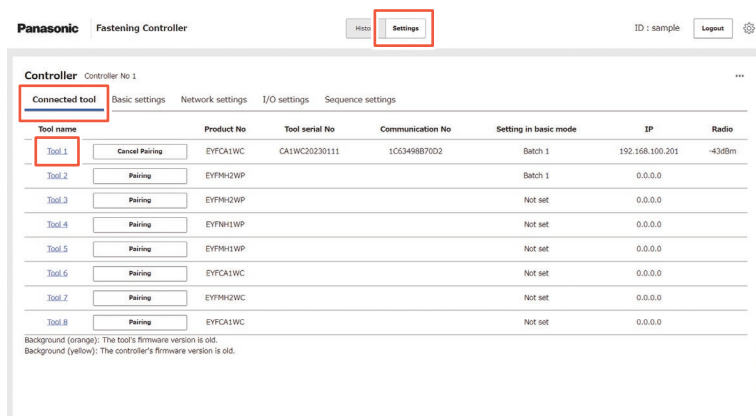 Panasonic Fastening Controller Histo Settings ID : sample Logout
Controller Controller No 1 ...
Connected tool Basic settings Network settings I/O settings Sequence settings
Tool name Product No Tool serial No Communication No Setting in basic mode IP Radio
Tool 1 Cancel Pairing EYFCA1WC CA1WC20230111 1C63498B70D2 Batch 1 192.168.100.201 -43dBm
Tool 2 Pairing EYFMH2WP Batch 1 0.0.0.0
Tool 3 Pairing EYFMH2WP Not set 0.0.0.0
Tool 4 Pairing EYFNH1WP Not set 0.0.0.0
Tool 5 Pairing EYFMH1WP Not set 0.0.0.0
Tool 6 Pairing EYFCA1WC Not set 0.0.0.0
Tool 7 Pairing EYFMH2WC Not set 0.0.0.0
Tool 8 Pairing EYFCA1WC Not set 0.0.0.0
Background (orange): The tool's firmware version is old.
Background (yellow): The controller's firmware version is old.